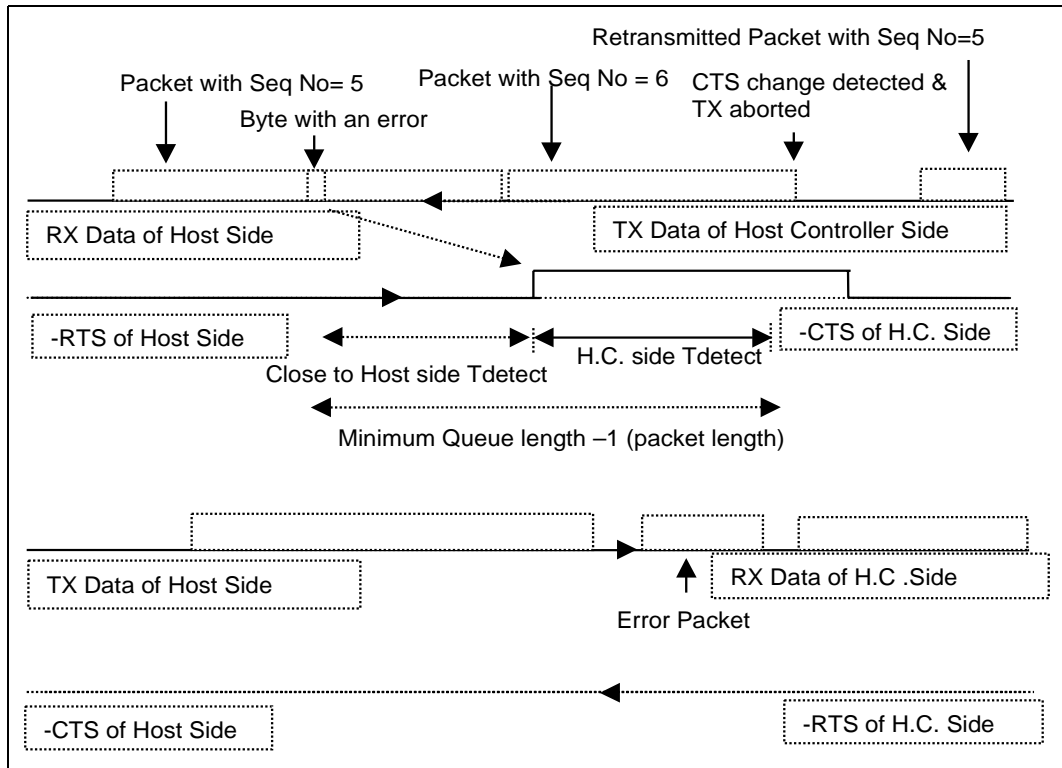 Retransmitted Packet with Seq No=5
Packet with Seq No= 5
Packet with Seq No = 6
CTS change detected &
TX aborted
Byte with an error
RX Data of Host Side
TX Data of Host Controller Side
-RTS of Host Side
-CTS of H.C. Side
H.C. side Tdetect
Close to Host side Tdetect
Minimum Queue length –1 (packet length)
TX Data of Host Side
RX Data of H.C .Side
Error Packet
-CTS of Host Side
-RTS of H.C. Side